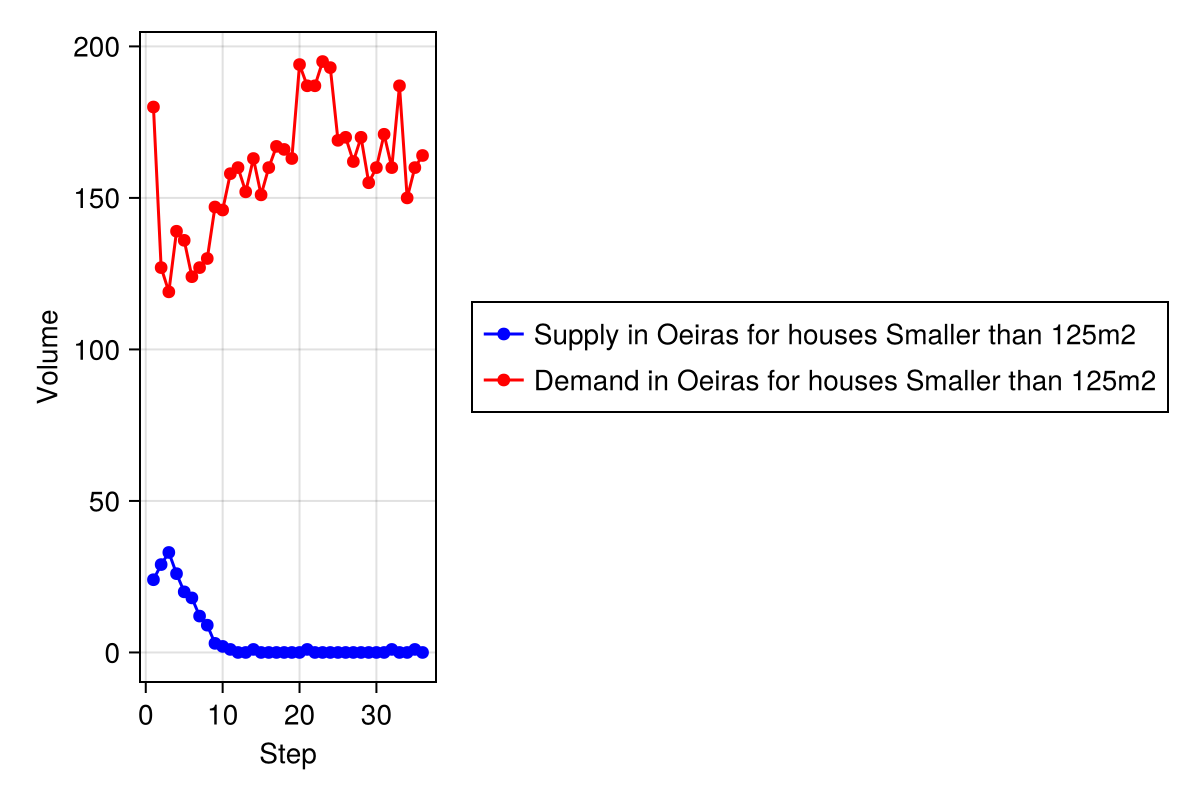 200
150
100
50
0
Volume
0 10 20 30
Step
Supply in Oeiras for houses Smaller than 125m2
Demand in Oeiras for houses Smaller than 125m2